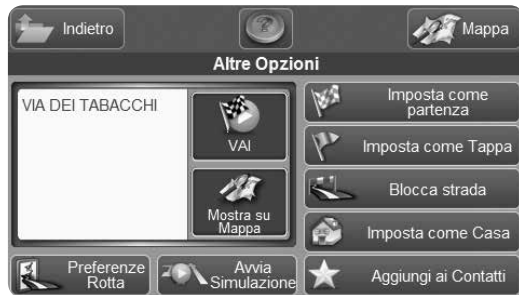 Indietro
Mappa
Altre Opzioni
VIA DEI TABACCHI
VAI
Mostra su
Mappa
Imposta come
partenza
Imposta come Tappa
Blocca strada
Imposta come Casa
Preferenze
Rotta
Avvia
Simulazione
Aggiungi ai Contatti